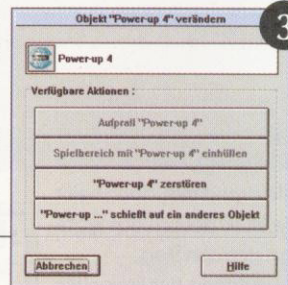 Objekt "Power-up 4" verändern
3
Power-up 4
Verfügbare Aktionen :
Aufprall "Power-up 4"
Spielbereich mit "Power-up 4" einhüllen
"Power-up 4" zerstören
"Power-up ..." schießt auf ein anderes Objekt
Abbrechen
Hilfe